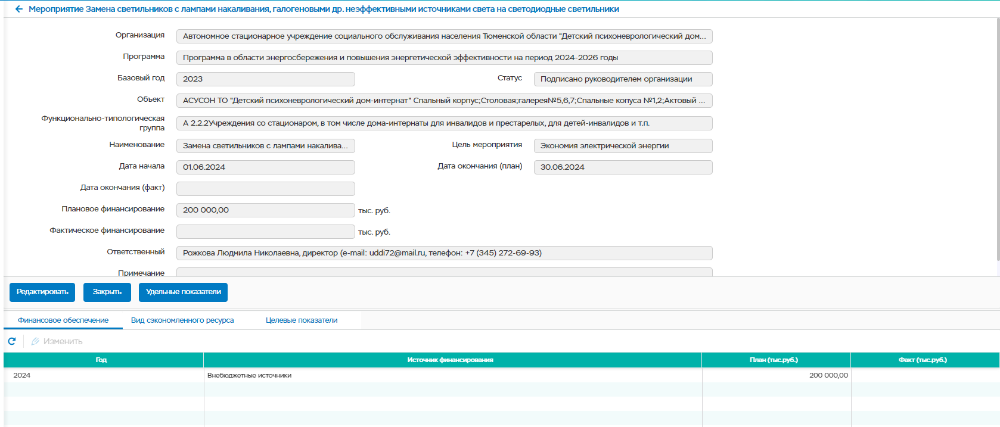 Мероприятие Замена светильников с лампами накаливания, галогеновыми др. неэффективными источниками света на светодиодные светильники
Организация Автономное стационарное учреждение социального обслуживания населения Тюменской области "Детский психоневрологический дом...
Программа Программа в области энергосбережения и повышения энергетической эффективности на период 2024-2026 годы
Базовый год 2023 Статус Подписано руководителем организации
Объект АСУСОН ТО "Детский психоневрологический дом-интернат" Спальный корпус;Столовая;галерея№5,6,7;Спальные копуса №1,2;Актовый ...
Функционально-типологическая
группа А 2.2.2Учреждения со стационаром, в том числе дома-интернаты для инвалидов и престарелых, для детей-инвалидов и т.п.
Наименование Замена светильников с лампами накалива... Цель мероприятия Экономия электрической энергии
Дата начала 01.06.2024 Дата окончания (план) 30.06.2024
Дата окончания (факт)
Плановое финансирование 200 000,00 тыс. руб.
Фактическое финансирование тыс. руб.
Ответственный Рожкова Людмила Николаевна, директор (e-mail: uddi72@mail.ru, телефон: +7 (345) 272-69-93)
Примечание
Редактировать Закрыть Удельные показатели
Финансовое обеспечение Вид сэкономленного ресурса Целевые показатели
Изменить
Год Источник финансирования План (тыс.руб.) Факт (тыс.руб.)
2024 Внебюджетные источники 200 000,00